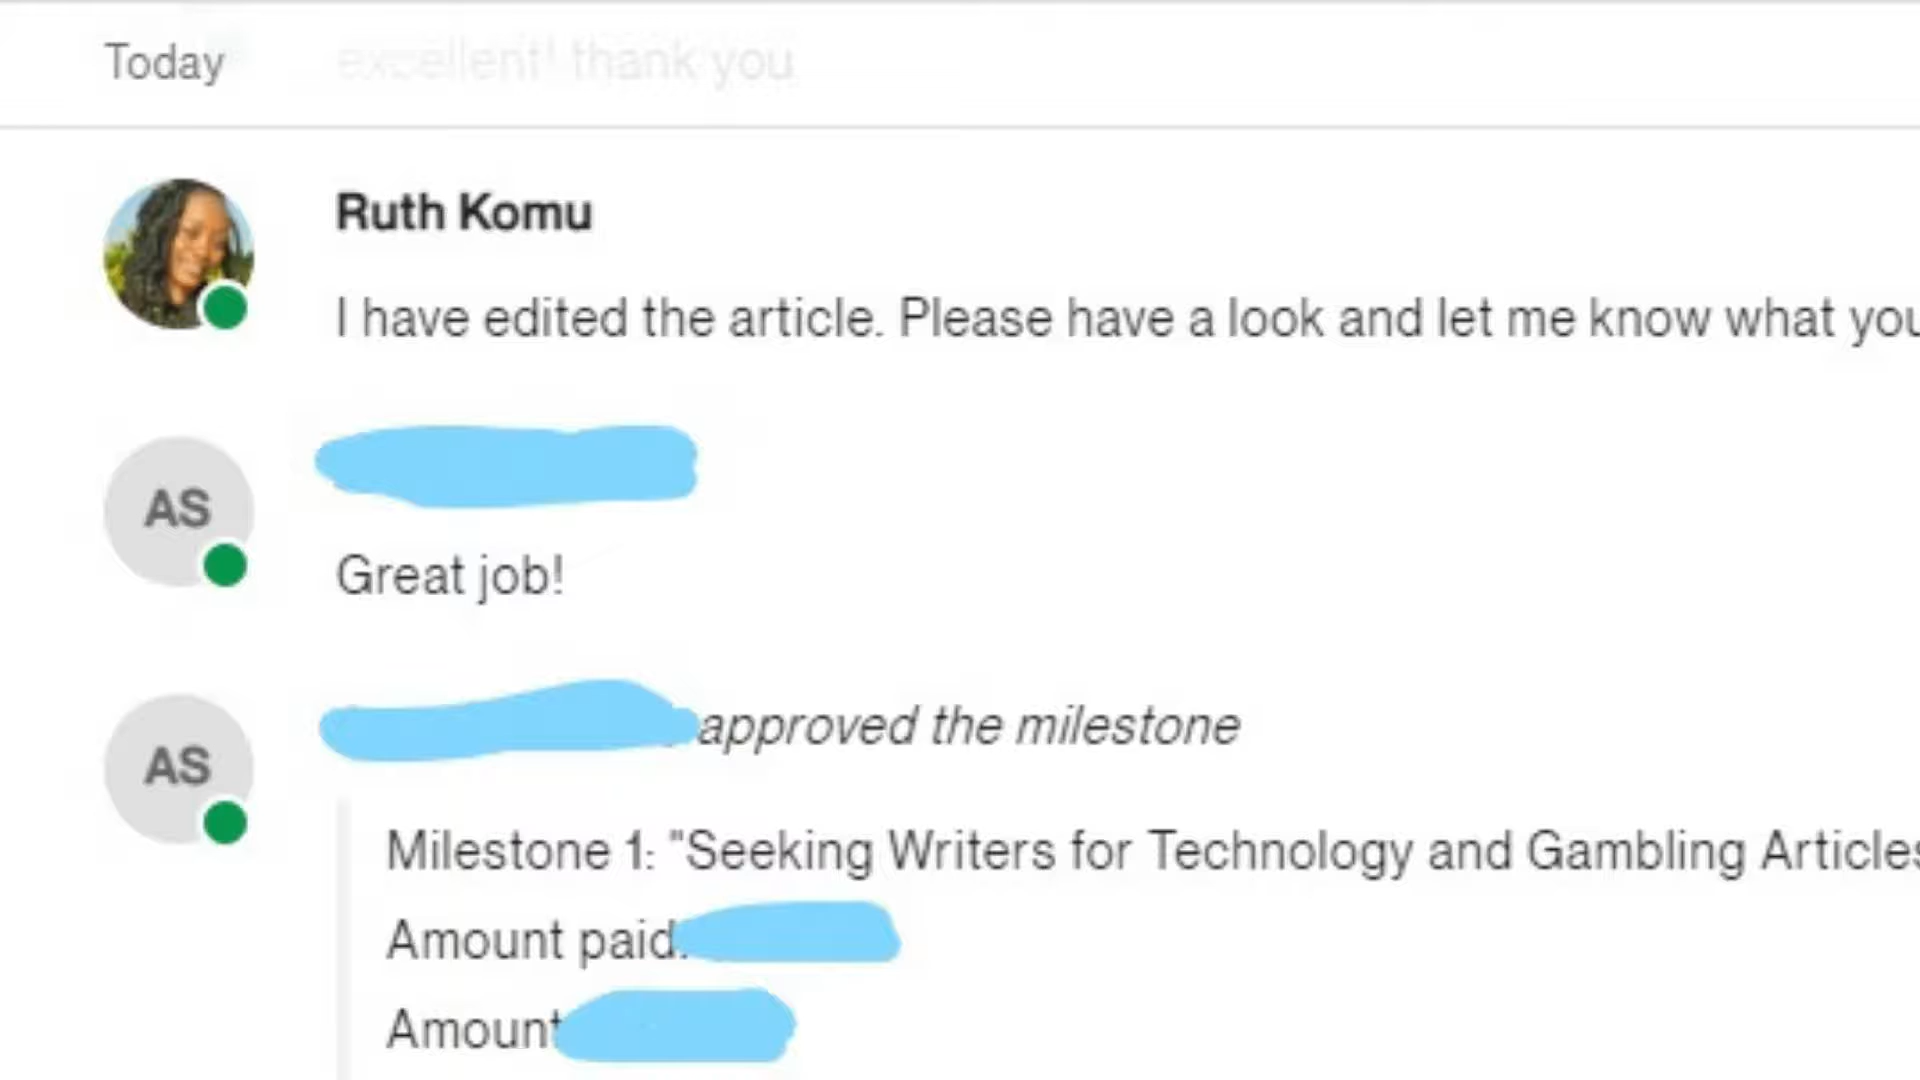 Today
excellent! thank you
Ruth Komu
I have edited the article. Please have a look and let me know what you
AS
Great job!
AS
approved the milestone
Milestone 1: "Seeking Writers for Technology and Gambling Articles
Amount paid:
Amount